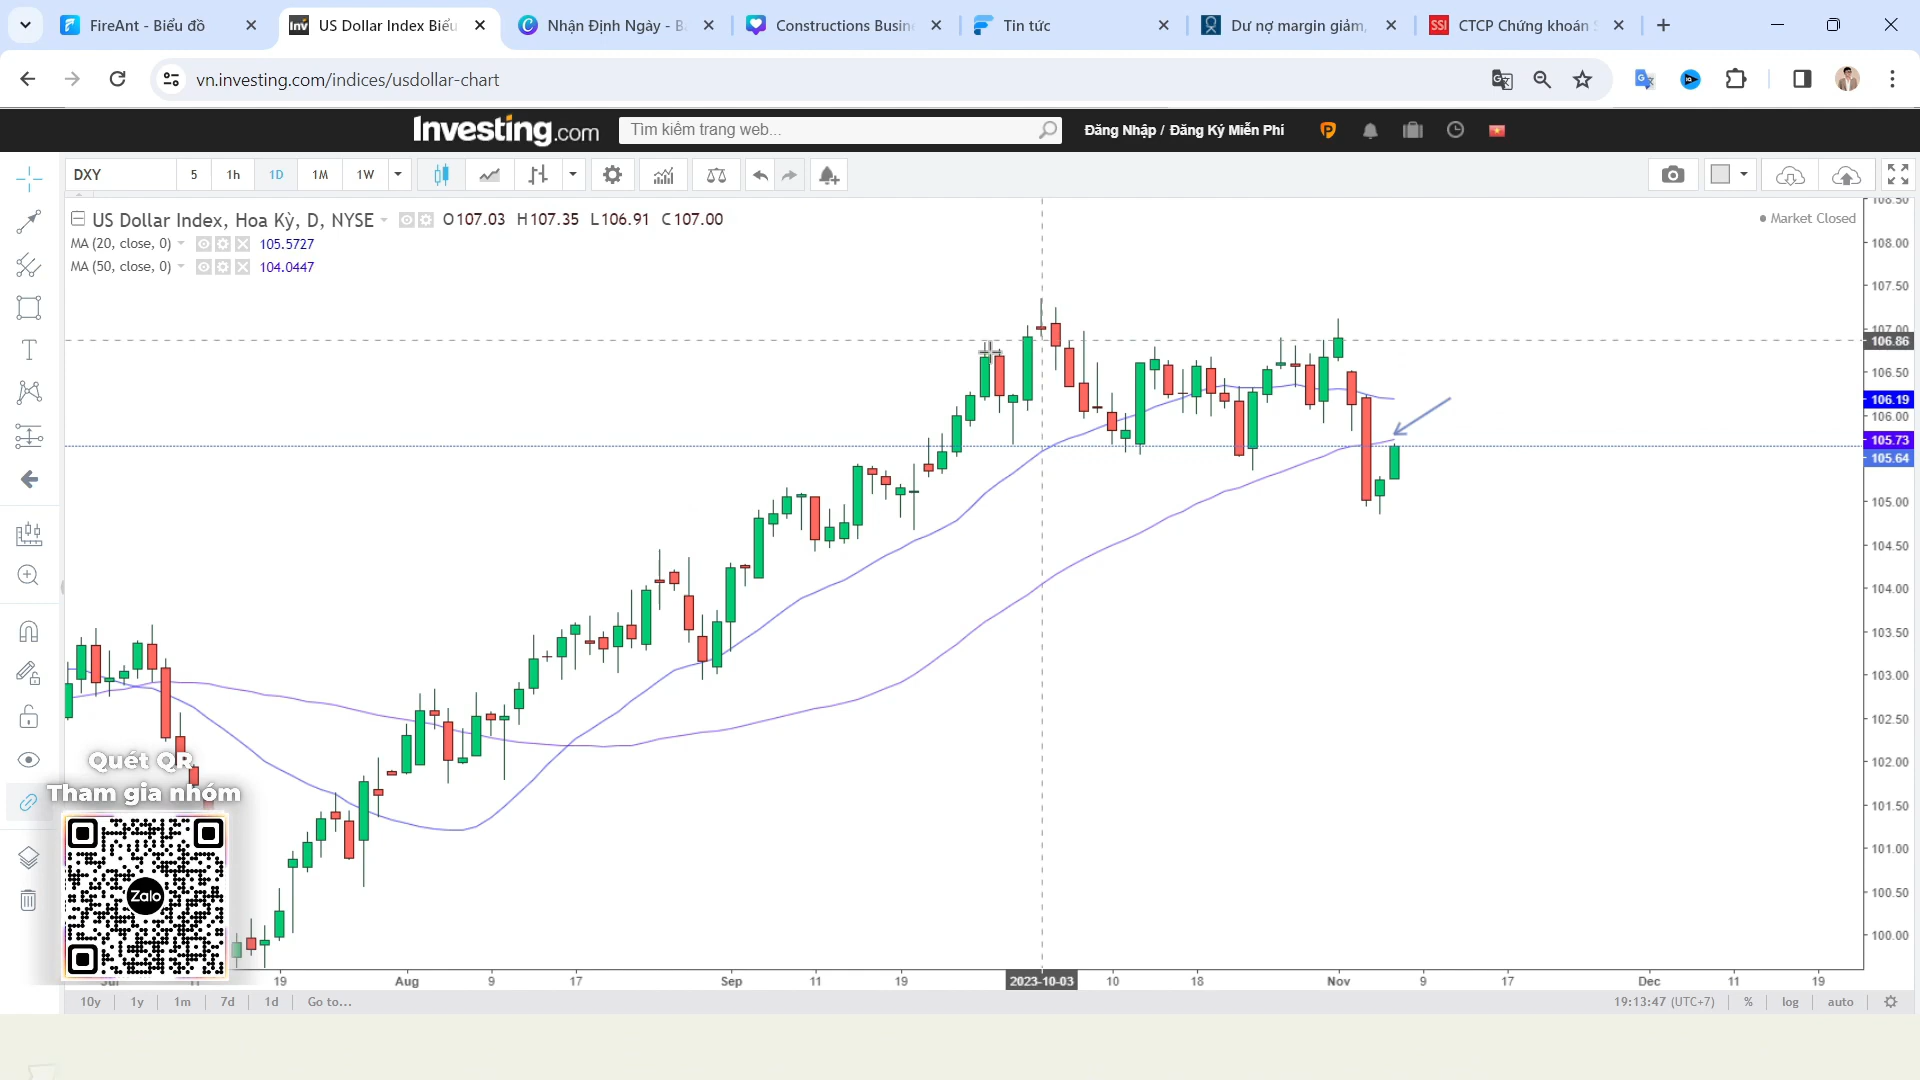 FireAnt - Biểu đồ
US Dollar Index Biểu
Nhận Định Ngày - B
Constructions Busin
Tin tức
Dư nợ margin giảm,
SSI
CTCP Chứng khoán S
vn.investing.com/indices/usdollar-chart
Investing.com
Tìm kiếm trang web...
Đăng Nhập / Đăng Ký Miễn Phí
DXY
5
1h
1D
1M
1W
US Dollar Index, Hoa Kỳ, D, NYSE
O107.03 H107.35 L106.91 C107.00
Market Closed
MA (20, close, 0)
105.5727
MA (50, close, 0)
104.0447
108.50
108.00
107.50
107.00
106.86
106.50
106.19
106.00
105.73
105.64
105.00
104.50
104.00
103.50
103.00
102.50
102.00
101.50
101.00
100.50
100.00
Quét QR
Tham gia nhóm
Zalo
Jul
11
19
Aug
9
17
Sep
11
19
2023-10-03
10
18
Nov
9
17
Dec
11
19
10y
1y
1m
7d
1d
Go to...
19:13:47 (UTC+7)
%
log
auto